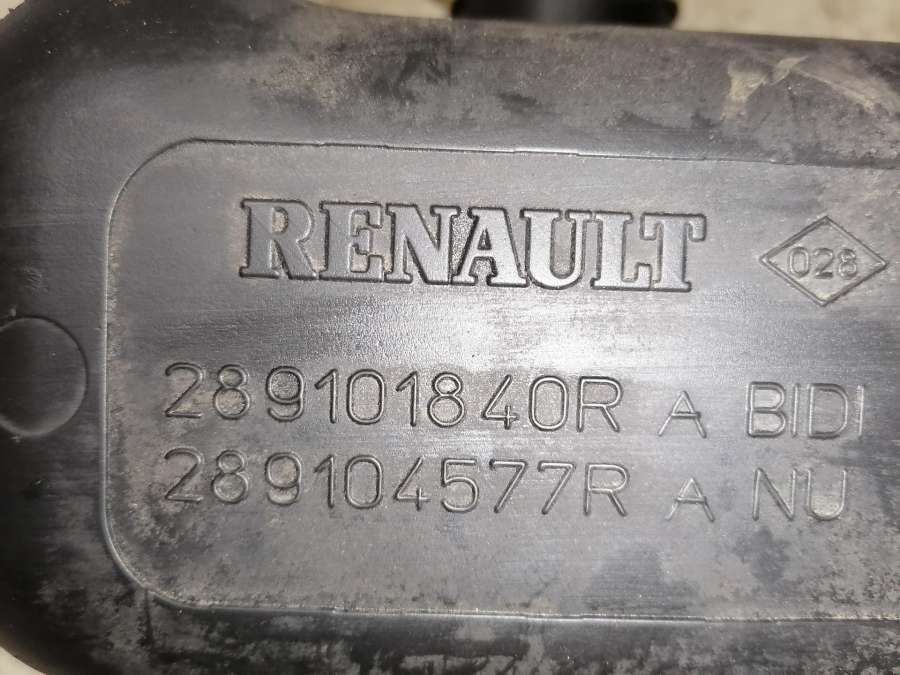 RENAULT
028
289101840R A BIDI
289104577R A NU